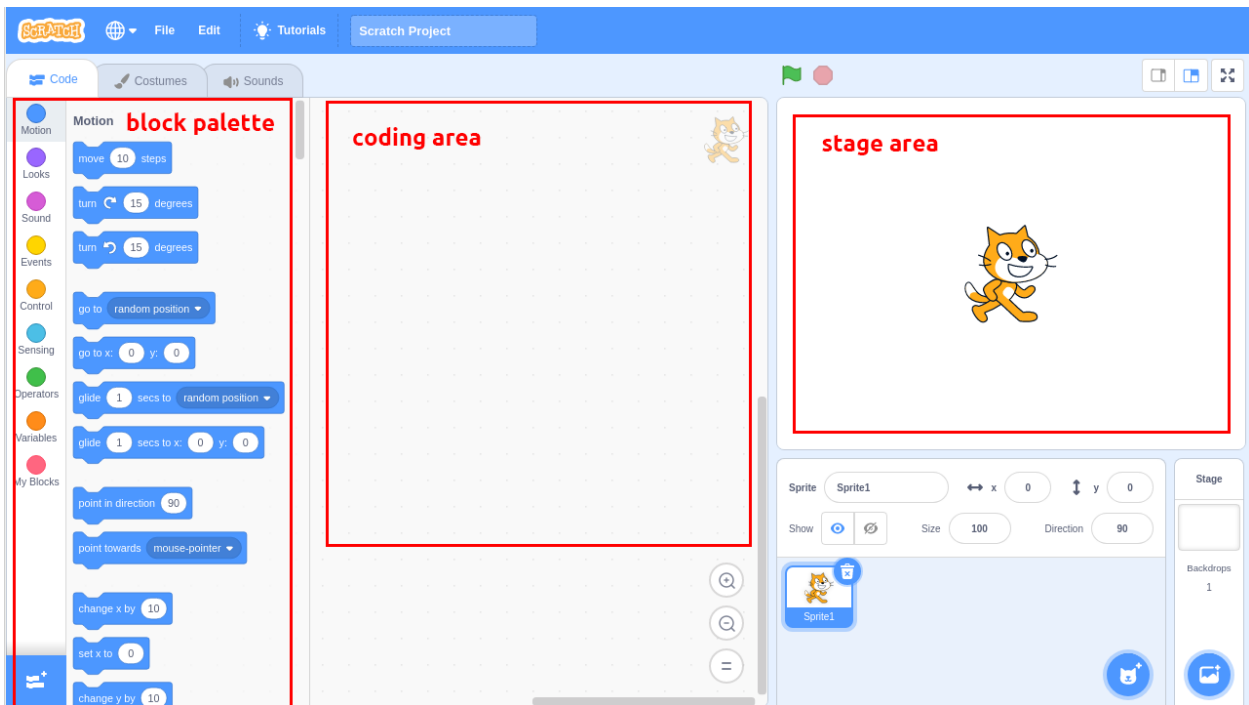 SCRATCH
File
Edit
Tutorials
Scratch Project
Code
Costumes
Sounds
Motion
Looks
Sound
Events
Control
Sensing
Operators
Variables
My Blocks
Motion
block palette
move 10 steps
turn 15 degrees
turn 15 degrees
go to random position
go to x: 0 y: 0
glide 1 secs to random position
glide 1 secs to x: 0 y: 0
point in direction 90
point towards mouse-pointer
change x by 10
set x to 0
change y by 10
coding area
=
stage area
Sprite Sprite1 x 0 y 0
Show Size 100 Direction 90
Sprite1
Stage
Backdrops
1